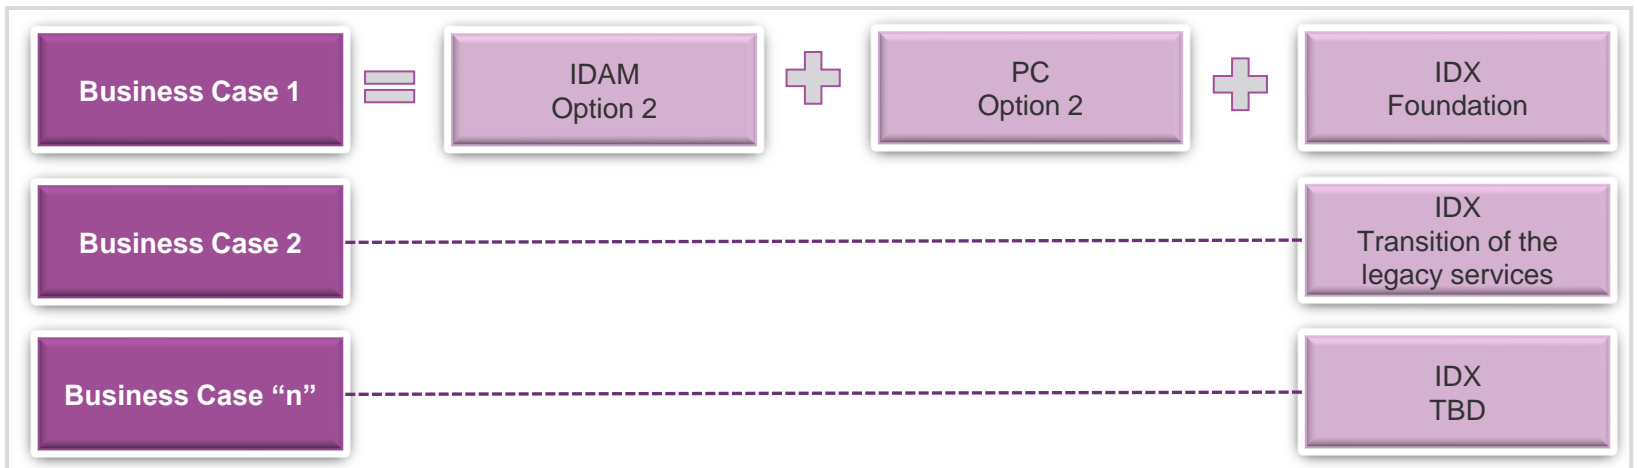 Business Case 1
IDAM
Option 2
PC
Option 2
IDX
Foundation
Business Case 2
IDX
Transition of the
legacy services
Business Case “n”
IDX
TBD